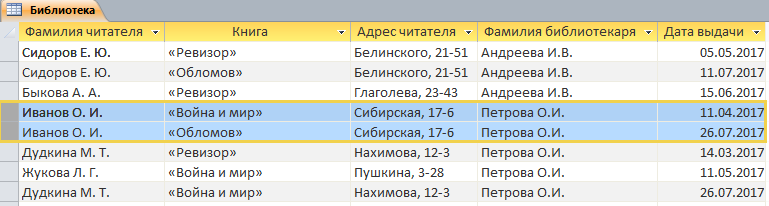 Библиотека
Фамилия читателя Книга Адрес читателя Фамилия библиотекаря Дата выдачи
Сидоров Е. Ю. «Ревизор» Белинского, 21-51 Андреева И.В. 05.05.2017
Сидоров Е. Ю. «Обломов» Белинского, 21-51 Андреева И.В. 11.07.2017
Быкова А. А. «Ревизор» Глаголева, 23-43 Андреева И.В. 15.06.2017
Иванов О. И. «Война и мир» Сибирская, 17-6 Петрова О.И. 11.04.2017
Иванов О. И. «Обломов» Сибирская, 17-6 Петрова О.И. 26.07.2017
Дудкина М. Т. «Ревизор» Нахимова, 12-3 Петрова О.И. 14.03.2017
Жукова Л. Г. «Война и мир» Пушкина, 3-28 Петрова О.И. 11.05.2017
Дудкина М. Т. «Война и мир» Нахимова, 12-3 Петрова О.И. 26.07.2017